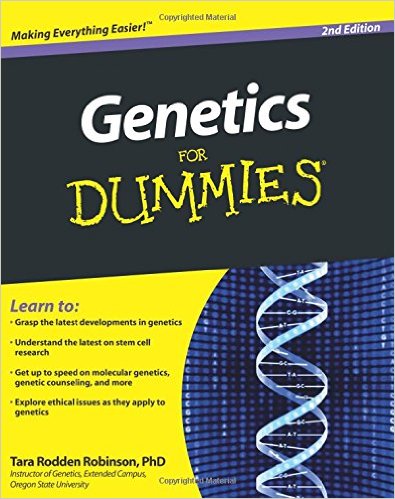 Copyrighted Material
Making Everything Easier!™
2nd Edition
Genetics
FOR
DUMMIES®
Learn to:
• Grasp the latest developments in genetics
• Understand the latest on stem cell
research
• Get up to speed on molecular genetics,
genetic counseling, and more
• Explore ethical issues as they apply to
genetics
Tara Rodden Robinson, PhD
Instructor of Genetics, Extended Campus,
Oregon State University
Copyrighted Material